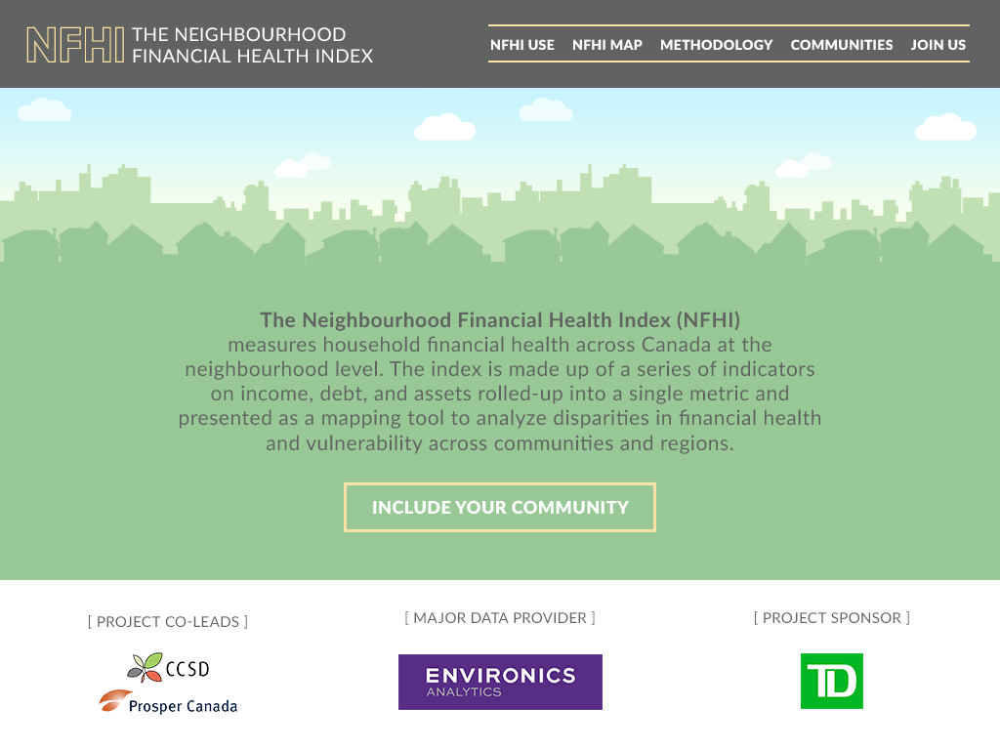 NFHI
THE NEIGHBOURHOOD
FINANCIAL HEALTH INDEX
NFHI USE
NFHI MAP
METHODOLOGY
COMMUNITIES
JOIN US
The Neighbourhood Financial Health Index (NFHI)
measures household financial health across Canada at the
neighbourhood level. The index is made up of a series of indicators
on income, debt, and assets rolled-up into a single metric and
presented as a mapping tool to analyze disparities in financial health
and vulnerability across communities and regions.
INCLUDE YOUR COMMUNITY
[ PROJECT CO-LEADS ]
CCSD
Prosper Canada
[ MAJOR DATA PROVIDER ]
ENVIRONICS
ANALYTICS
[ PROJECT SPONSOR ]
TD